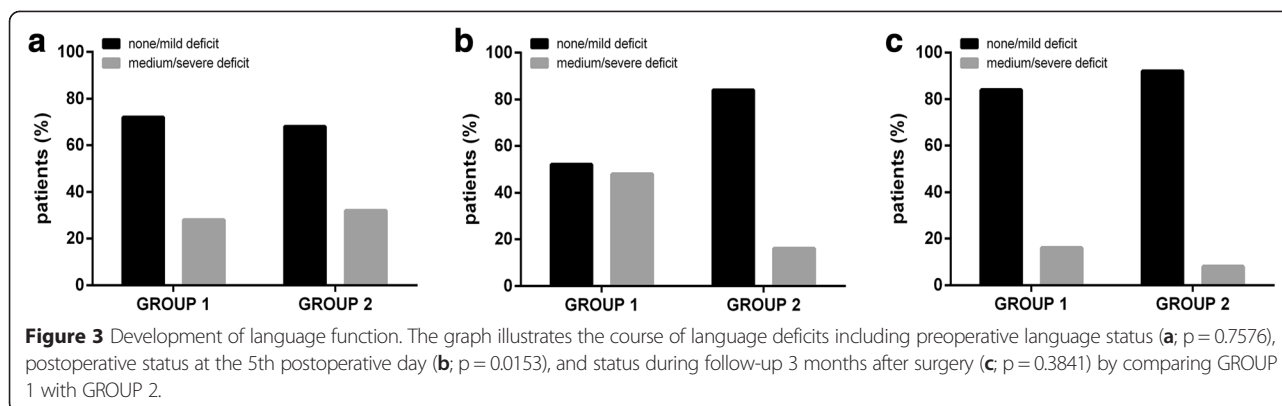 a
none/mild deficit
medium/severe deficit
patients (%)
100
80
60
40
20
0
GROUP 1
GROUP 2
b
none/mild deficit
medium/severe deficit
patients (%)
100
80
60
40
20
0
GROUP 1
GROUP 2
c
none/mild deficit
medium/severe deficit
patients (%)
100
80
60
40
20
0
GROUP 1
GROUP 2
Figure 3 Development of language function. The graph illustrates the course of language deficits including preoperative language status (a; p = 0.7576),
postoperative status at the 5th postoperative day (b; p = 0.0153), and status during follow-up 3 months after surgery (c; p = 0.3841) by comparing GROUP
1 with GROUP 2.